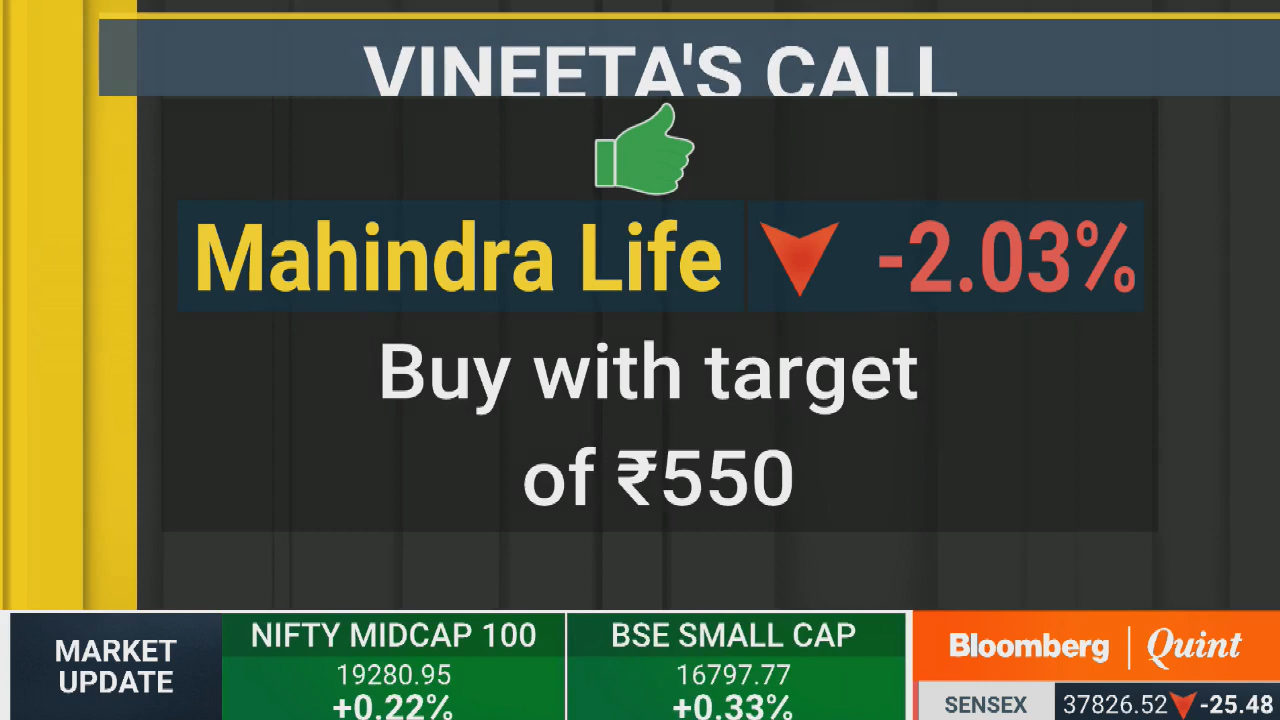 VINEETA'S CALL
Mahindra Life -2.03%
Buy with target
of ₹550
MARKET
UPDATE
NIFTY MIDCAP 100
19280.95
+0.22%
BSE SMALL CAP
16797.77
+0.33%
Bloomberg | Quint
SENSEX 37826.52 -25.48